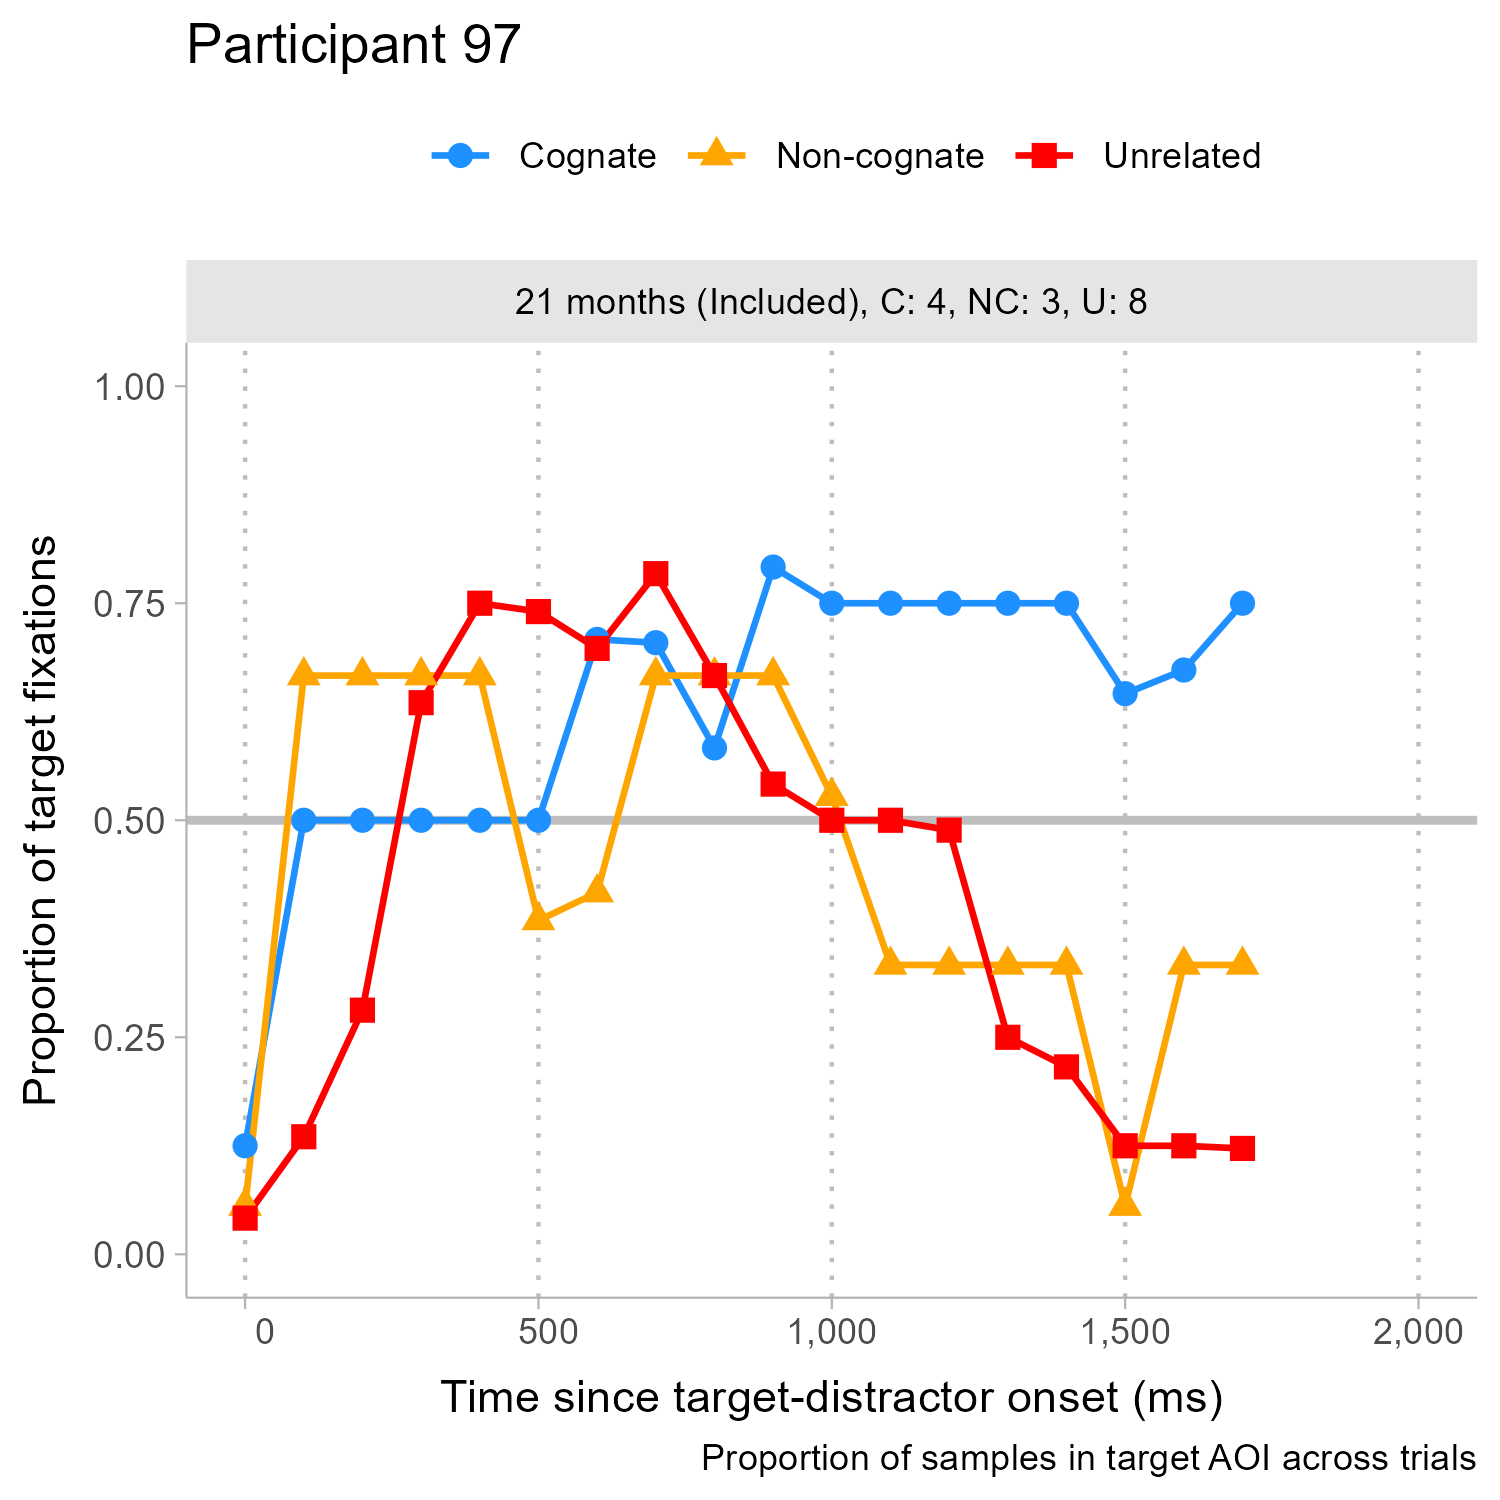 Participant 97
Cognate Non-cognate Unrelated
21 months (Included), C: 4, NC: 3, U: 8
1.00
0.75
0.50
0.25
0.00
Proportion of target fixations
0 500 1,000 1,500 2,000
Time since target-distractor onset (ms)
Proportion of samples in target AOI across trials